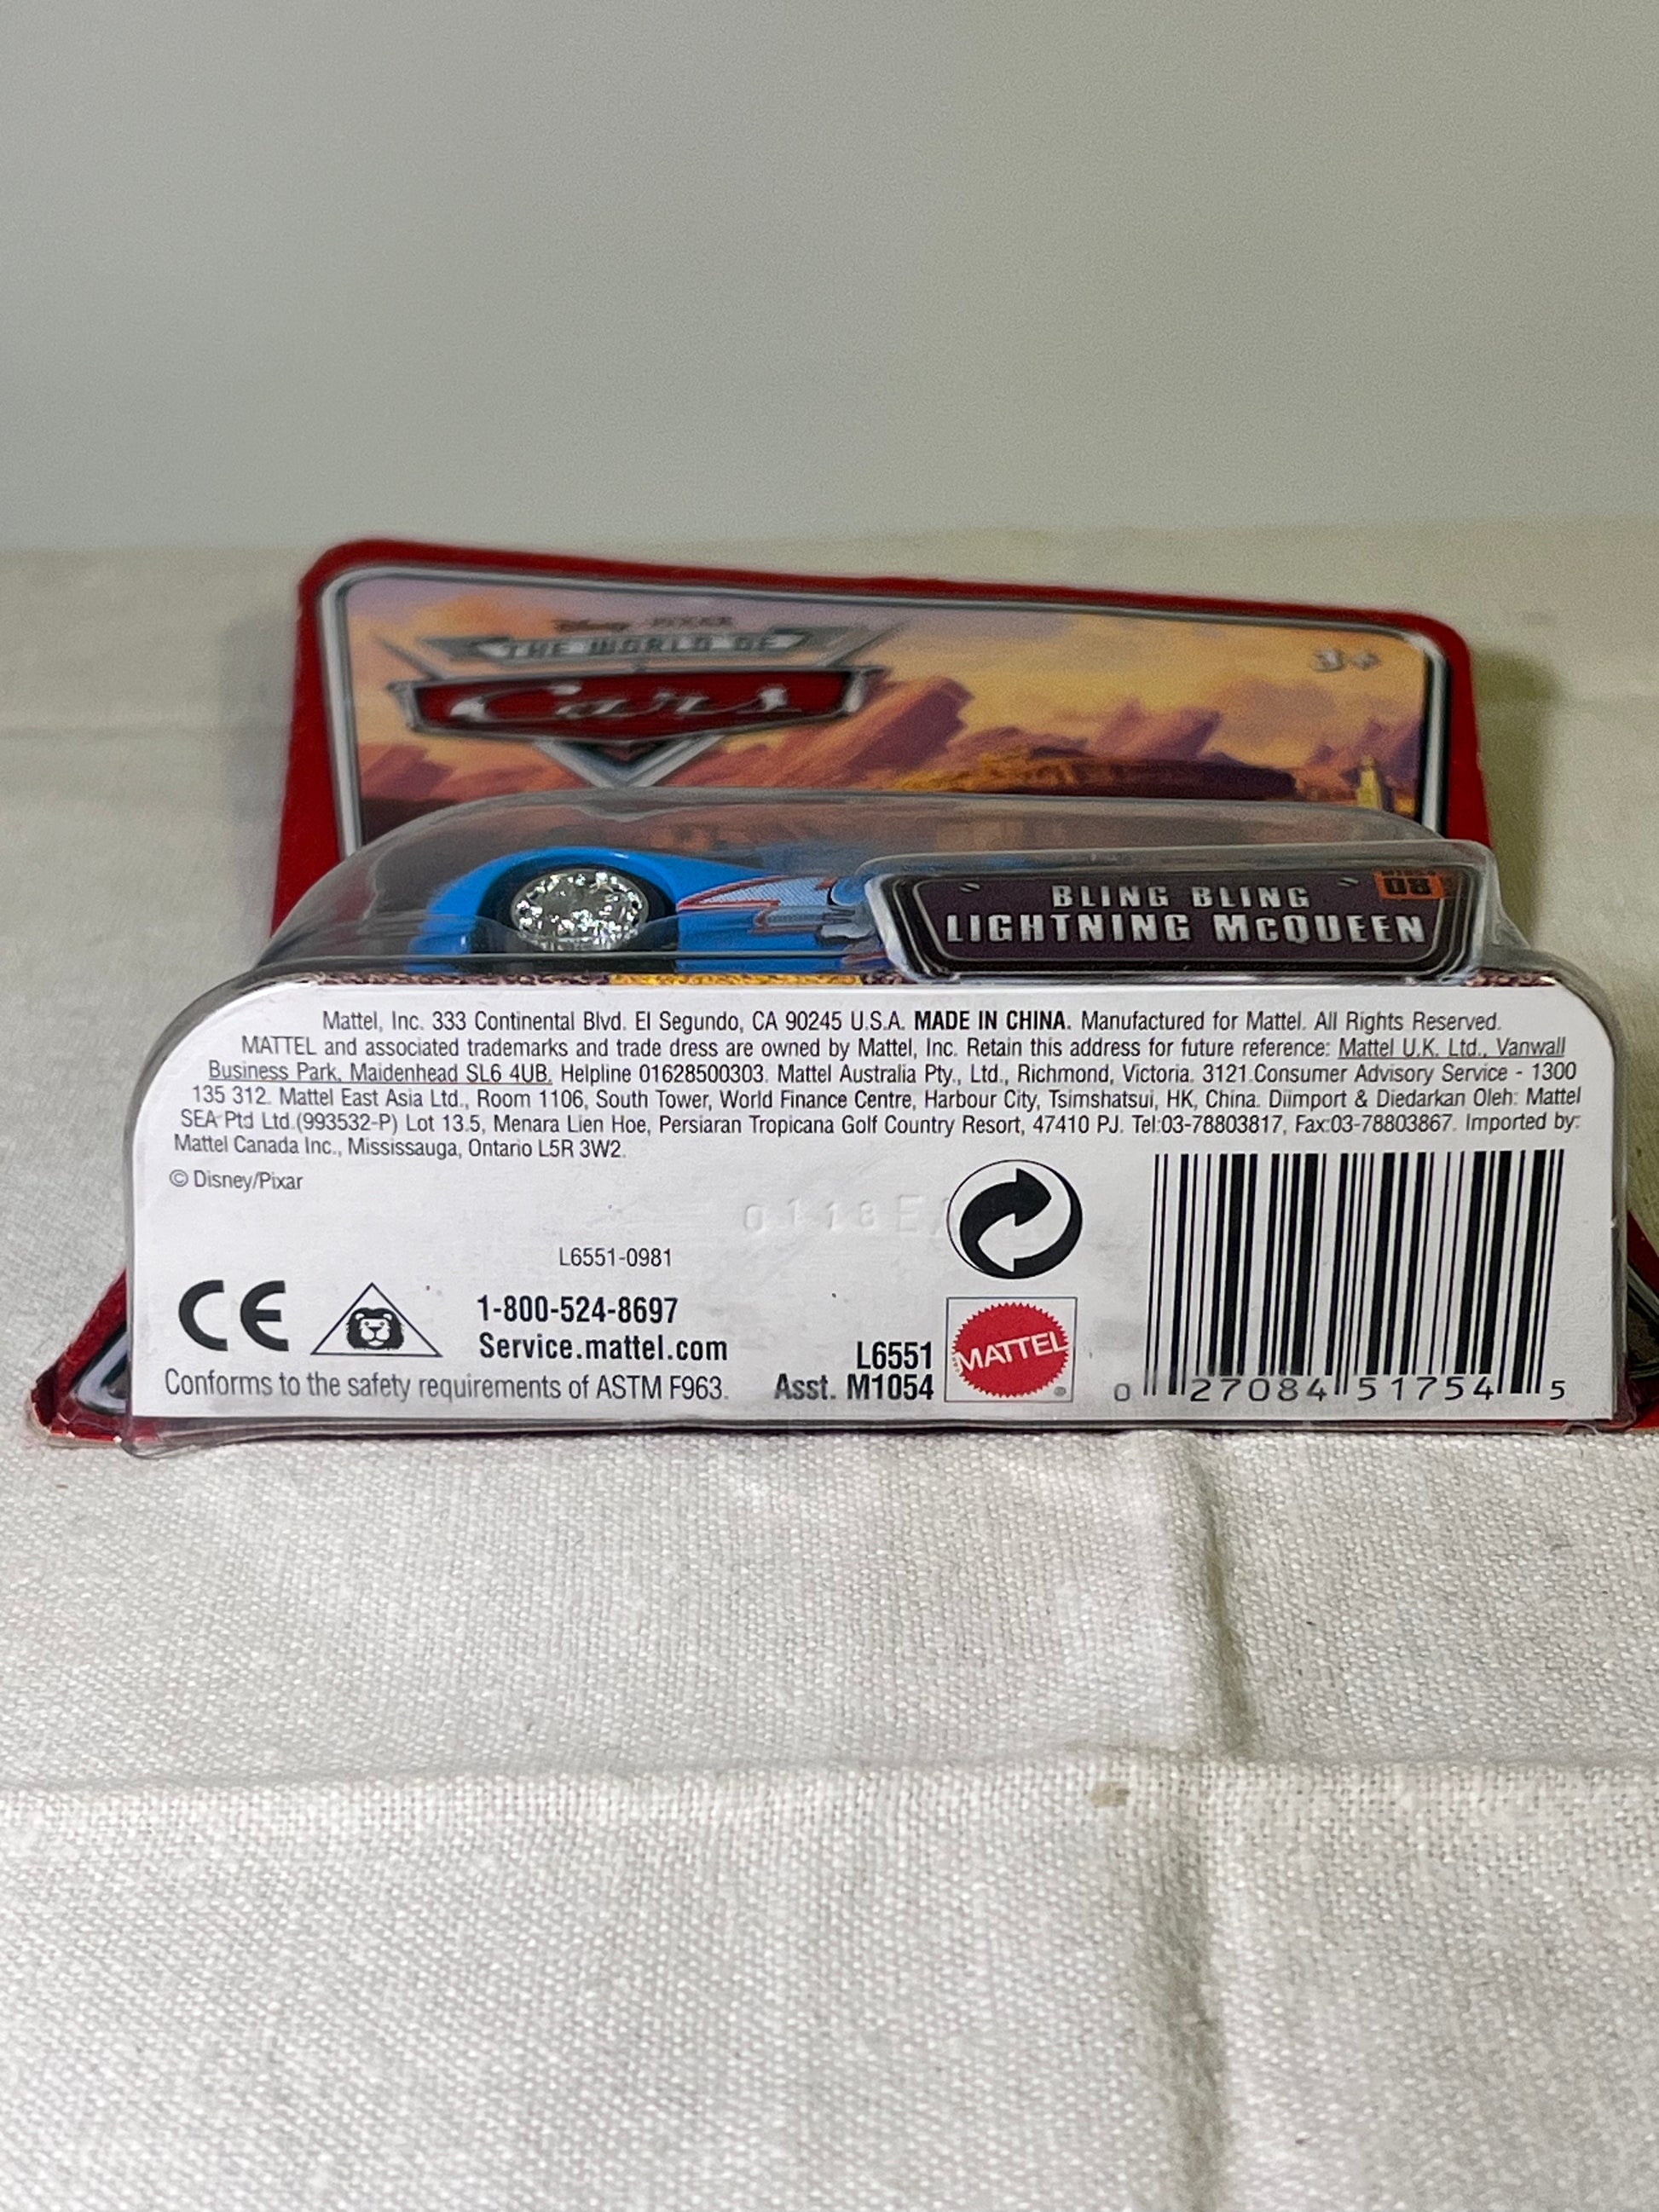 Disney · PIXAR
THE WORLD OF
Cars
3+
BLING BLING
LIGHTNING McQUEEN
08
Mattel, Inc. 333 Continental Blvd. El Segundo, CA 90245 U.S.A. MADE IN CHINA. Manufactured for Mattel. All Rights Reserved.
MATTEL and associated trademarks and trade dress are owned by Mattel, Inc. Retain this address for future reference: Mattel U.K. Ltd., Vanwall
Business Park, Maidenhead SL6 4UB. Helpline 01628500303. Mattel Australia Pty., Ltd., Richmond, Victoria. 3121.Consumer Advisory Service - 1300
135 312. Mattel East Asia Ltd., Room 1106, South Tower, World Finance Centre, Harbour City, Tsimshatsui, HK, China. Diimport & Diedarkan Oleh: Mattel
SEA Ptd Ltd.(993532-P) Lot 13.5, Menara Lien Hoe, Persiaran Tropicana Golf Country Resort, 47410 PJ. Tel:03-78803817, Fax:03-78803867. Imported by:
Mattel Canada Inc., Mississauga, Ontario L5R 3W2.
© Disney/Pixar
L6551-0981
CE
1-800-524-8697
Service.mattel.com
Conforms to the safety requirements of ASTM F963.
L6551
Asst. M1054
MATTEL
0 27084 51754 5